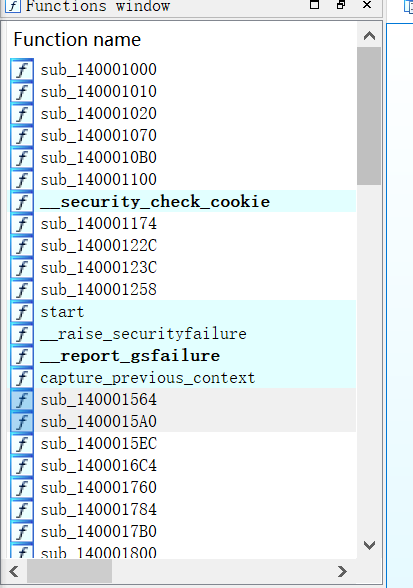 Functions window
Function name
sub_140001000
sub_140001010
sub_140001020
sub_140001070
sub_1400010B0
sub_140001100
__security_check_cookie
sub_140001174
sub_14000122C
sub_14000123C
sub_140001258
start
__raise_securityfailure
__report_gsfailure
capture_previous_context
sub_140001564
sub_1400015A0
sub_1400015EC
sub_1400016C4
sub_140001760
sub_140001784
sub_1400017B0
sub_140001800